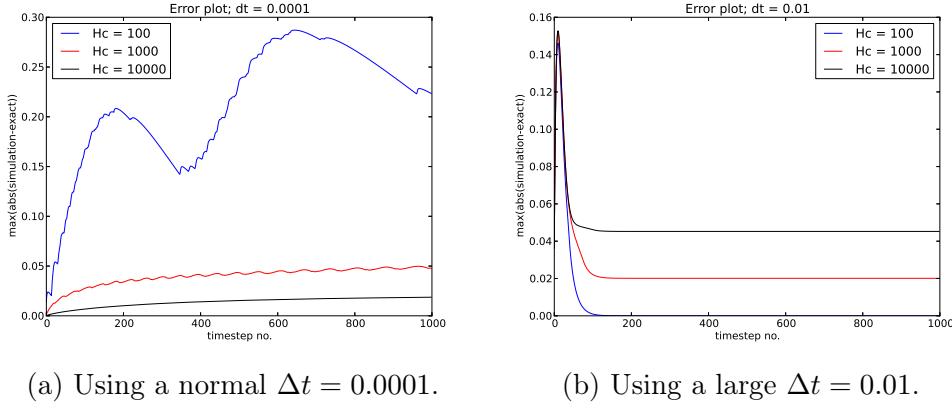 Error plot; dt = 0.0001
0.30
0.25
0.20
0.15
0.10
0.05
0.00
max(abs(simulation-exact))
Hc = 100
Hc = 1000
Hc = 10000
0
200
400
600
800
1000
timestep no.
(a) Using a normal Δt = 0.0001.
Error plot; dt = 0.01
0.16
0.14
0.12
0.10
0.08
0.06
0.04
0.02
0.00
max(abs(simulation-exact))
Hc = 100
Hc = 1000
Hc = 10000
0
200
400
600
800
1000
timestep no.
(b) Using a large Δt = 0.01.